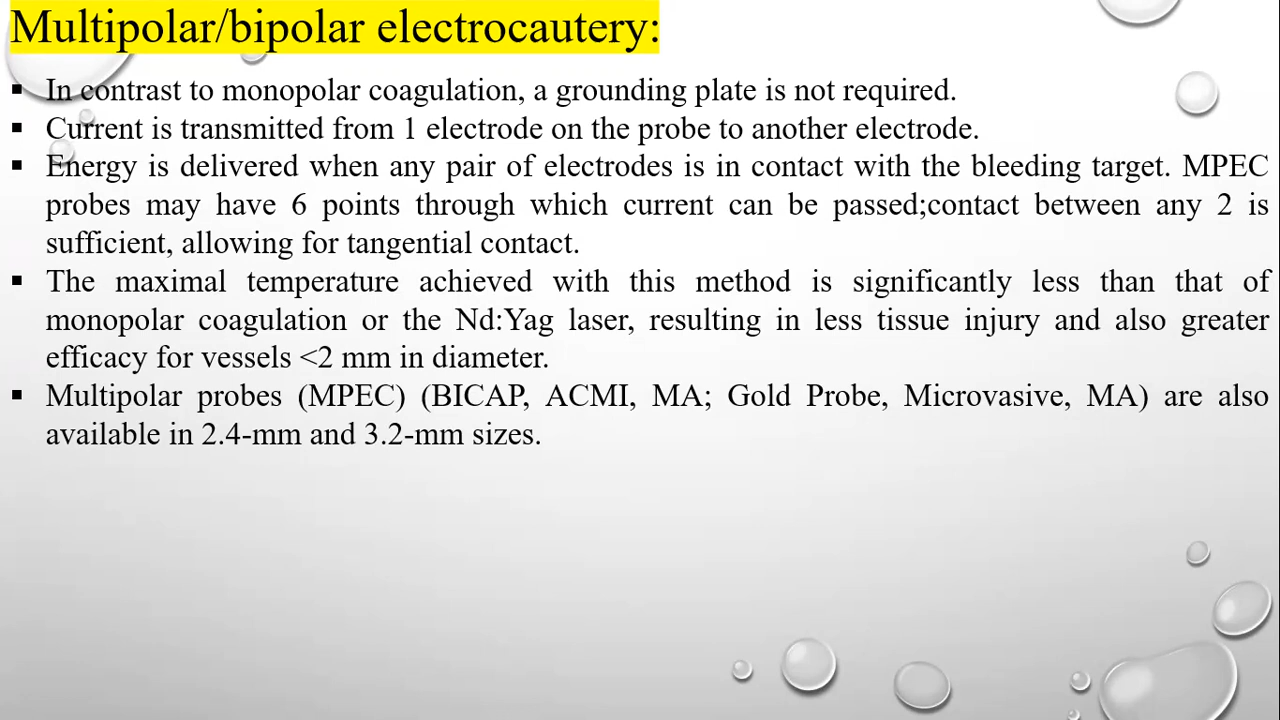 Multipolar/bipolar electrocautery:
▪ In contrast to monopolar coagulation, a grounding plate is not required.
▪ Current is transmitted from 1 electrode on the probe to another electrode.
▪ Energy is delivered when any pair of electrodes is in contact with the bleeding target. MPEC
probes may have 6 points through which current can be passed;contact between any 2 is
sufficient, allowing for tangential contact.
▪ The maximal temperature achieved with this method is significantly less than that of
monopolar coagulation or the Nd:Yag laser, resulting in less tissue injury and also greater
efficacy for vessels <2 mm in diameter.
▪ Multipolar probes (MPEC) (BICAP, ACMI, MA; Gold Probe, Microvasive, MA) are also
available in 2.4-mm and 3.2-mm sizes.